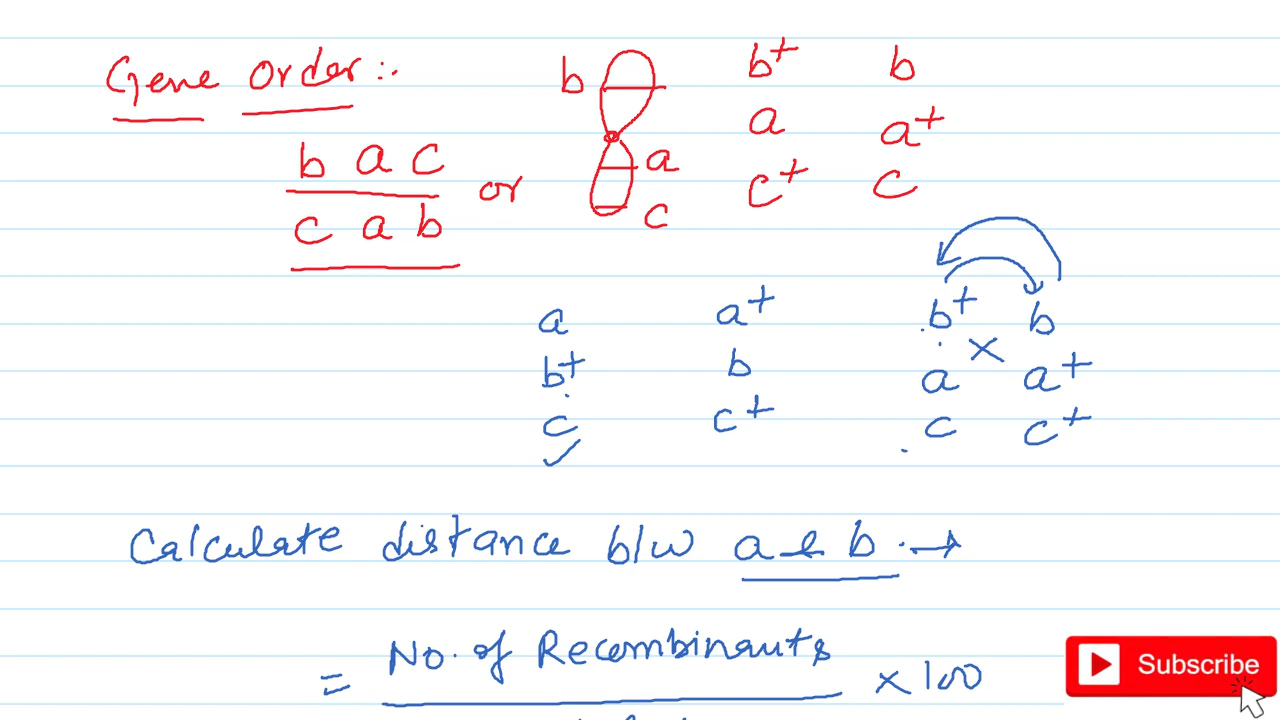 Gene Order :-
b a c
c a b
or
b
a
c
b+ b
a a+
c+ c
a a+ b+ b
b+ b a a+
c c+ c c+
Calculate distance b/w a & b . →
= No. of Recombinants × 100
Subscribe